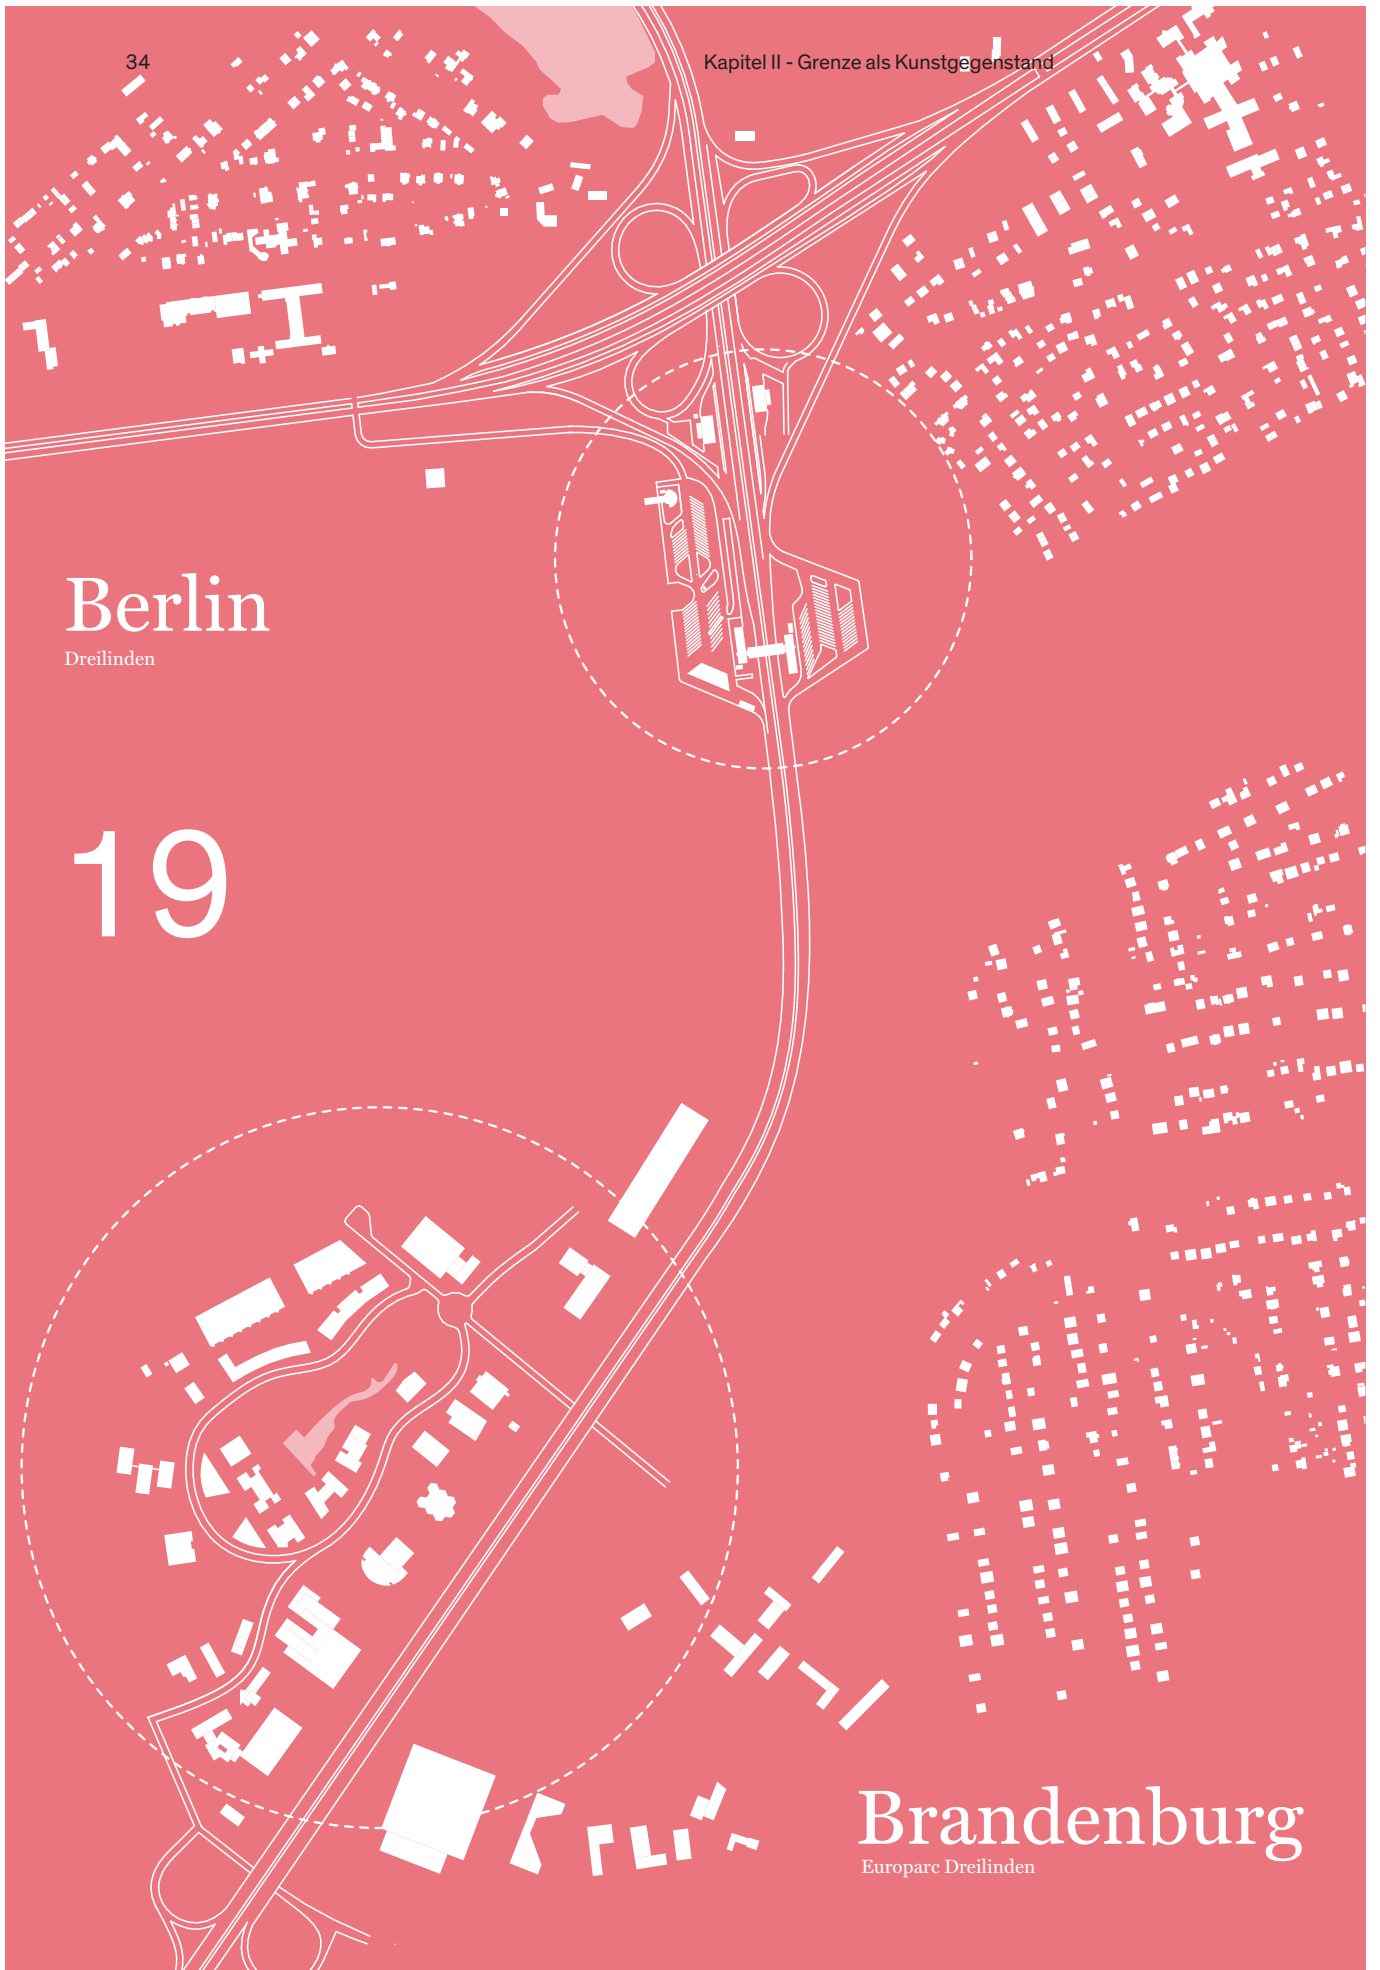 34
Kapitel II - Grenze als Kunstgegenstand
Berlin
Dreilinden
19
Brandenburg
Europarc Dreilinden